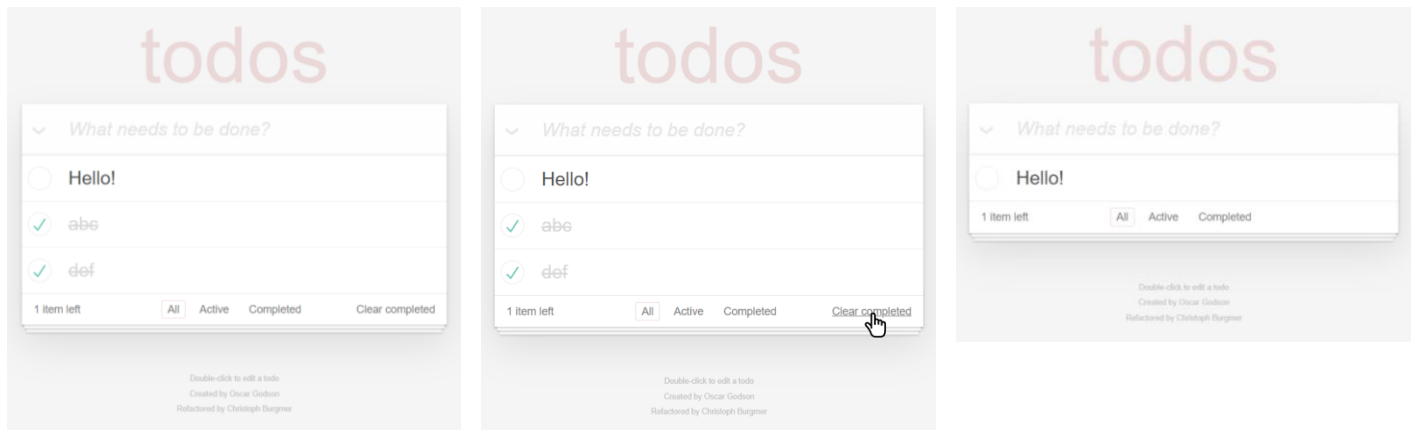 todos
What needs to be done?
Hello!
abc
def
1 item left All Active Completed Clear completed
Double-click to edit a todo
Created by Oscar Godson
Refactored by Christoph Burgmer
todos
What needs to be done?
Hello!
abc
def
1 item left All Active Completed Clear completed
Double-click to edit a todo
Created by Oscar Godson
Refactored by Christoph Burgmer
todos
What needs to be done?
Hello!
1 item left All Active Completed
Double-click to edit a todo
Created by Oscar Godson
Refactored by Christoph Burgmer